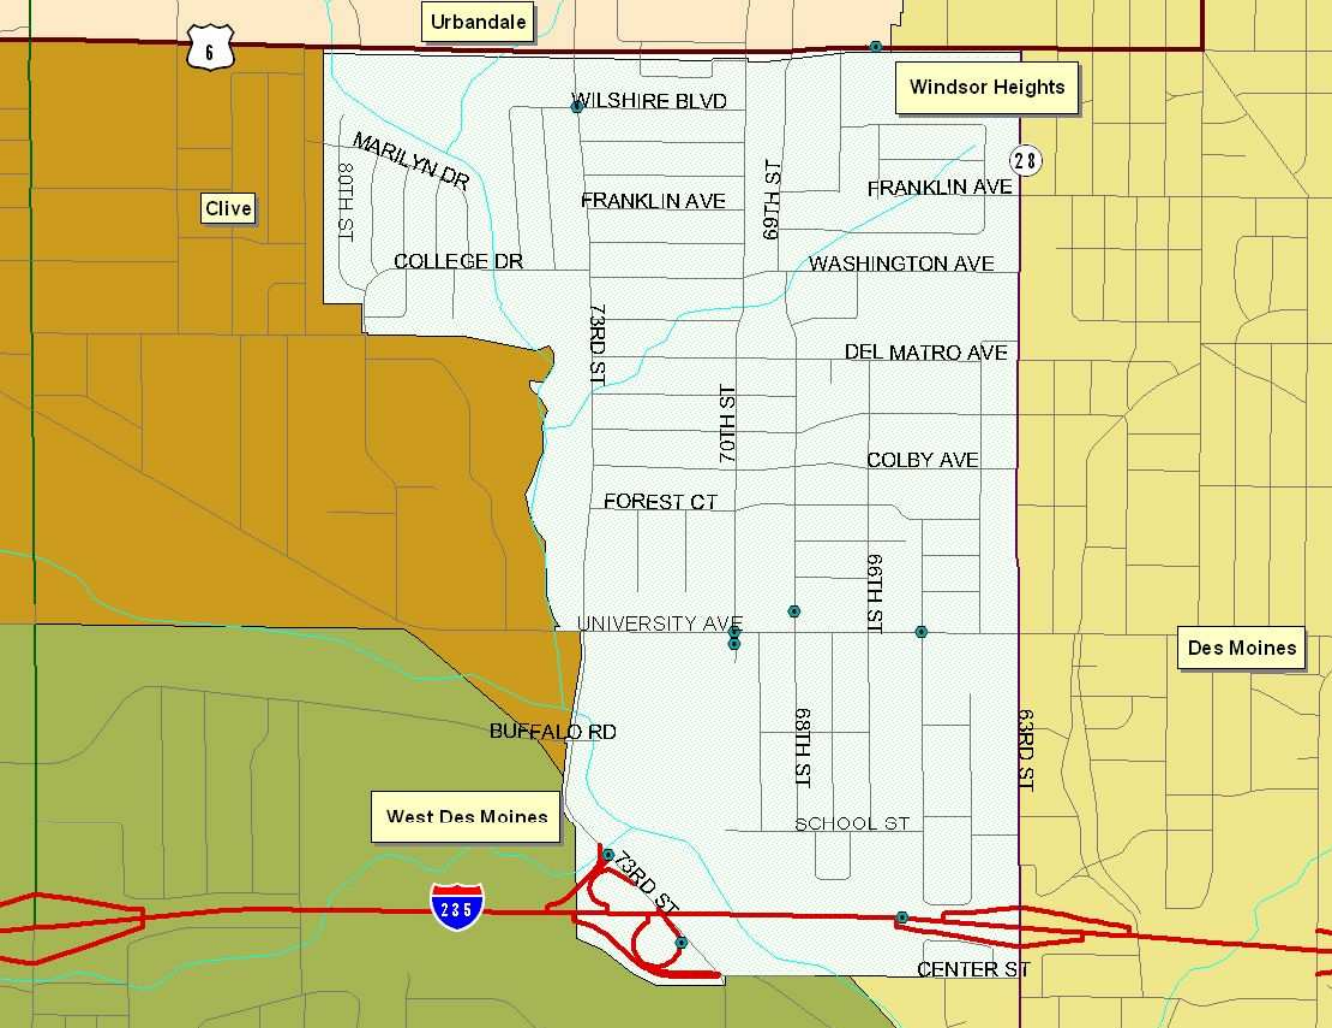 Urbandale
6
Windsor Heights
WILSHIRE BLVD
MARILYN DR
28
80TH ST
69TH ST
FRANKLIN AVE
FRANKLIN AVE
Clive
COLLEGE DR
WASHINGTON AVE
73RD ST
DEL MATRO AVE
70TH ST
COLBY AVE
FOREST CT
66TH ST
UNIVERSITY AVE
Des Moines
BUFFALO RD
68TH ST
63RD ST
West Des Moines
SCHOOL ST
73RD ST
235
CENTER ST